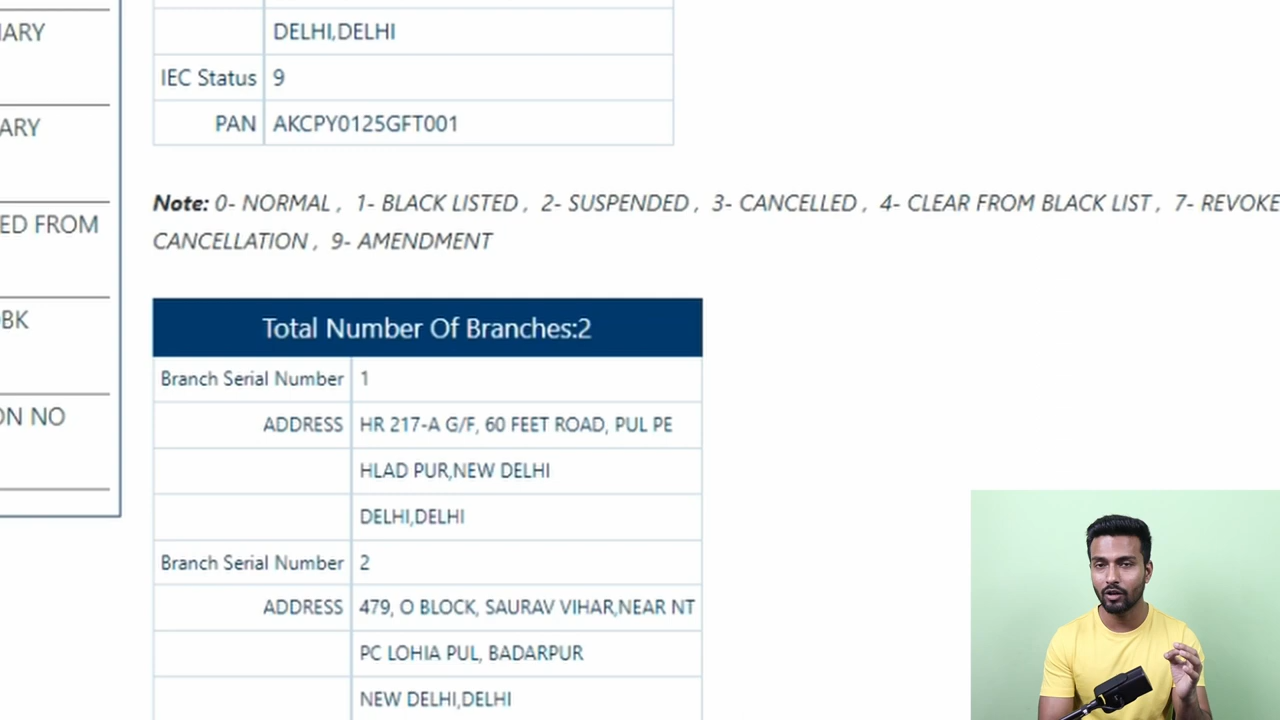 IARY
ARY
ED FROM
BK
ON NO
DELHI,DELHI
IEC Status 9
PAN AKCPY0125GFT001
Note: 0- NORMAL , 1- BLACK LISTED , 2- SUSPENDED , 3- CANCELLED , 4- CLEAR FROM BLACK LIST , 7- REVOKE
CANCELLATION , 9- AMENDMENT
Total Number Of Branches:2
Branch Serial Number 1
ADDRESS HR 217-A G/F, 60 FEET ROAD, PUL PE
HLAD PUR,NEW DELHI
DELHI,DELHI
Branch Serial Number 2
ADDRESS 479, O BLOCK, SAURAV VIHAR,NEAR NT
PC LOHIA PUL, BADARPUR
NEW DELHI,DELHI